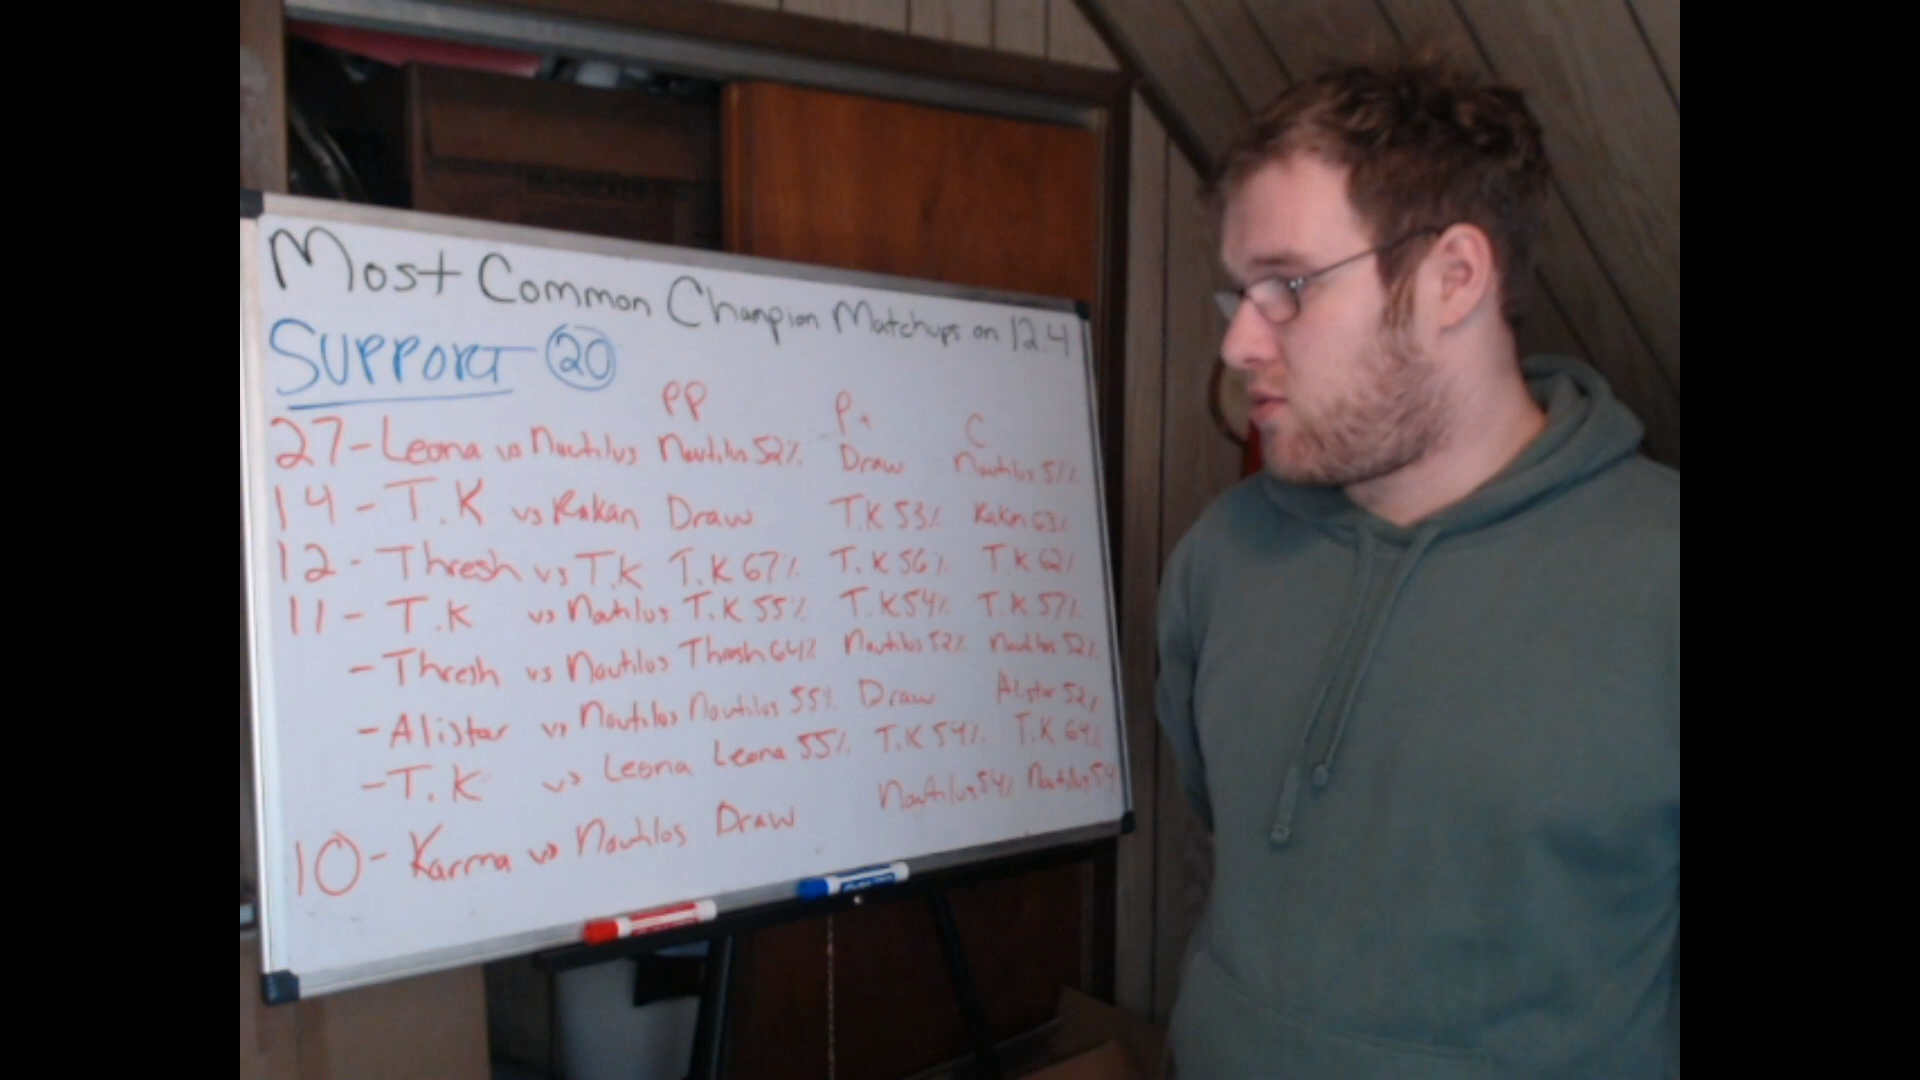 Most Common Champion Matchups on 12.4
SUPPORT 20
PP P+ C
27 - Leona vs Nautilus Nautilus 52% Draw Nautilus 51%
14 - T.K vs Rakan Draw T.K 53% Rakan 63%
12 - Thresh vs T.K T.K 67% T.K 56% T.K 62%
11 - T.K vs Nautilus T.K 55% T.K 54% T.K 57%
- Thresh vs Nautilus Thresh 64% Nautilus 52% Nautilus 52%
- Alistar vs Nautilus Nautilus 55% Draw Alistar 52%
- T.K vs Leona Leona 55% T.K 54% T.K 64%
10 - Karma vs Nautilus Draw Nautilus 54% Nautilus 54